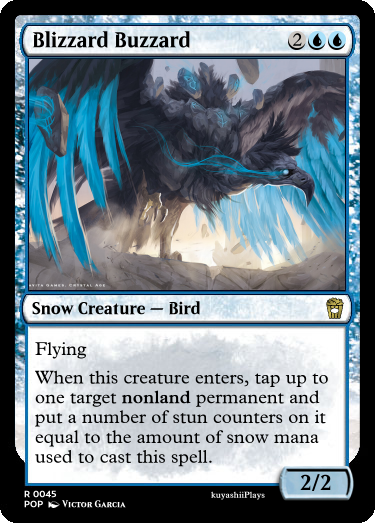 Blizzard Buzzard 2
Snow Creature — Bird
Flying
When this creature enters, tap up to
one target nonland permanent and
put a number of stun counters on it
equal to the amount of snow mana
used to cast this spell.
2/2
R 0045
POP VICTOR GARCIA
kuyashiiPlays